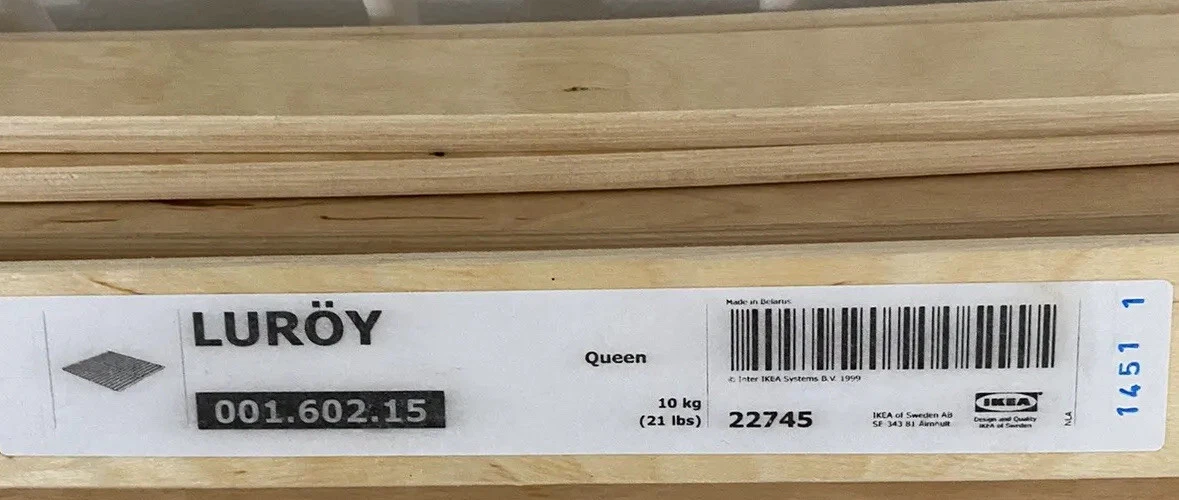 LURÖY
001.602.15
Queen
10 kg
(21 lbs)
Made in Belarus
© Inter IKEA Systems B.V. 1999
22745
IKEA of Sweden AB
SE-343 81 Älmhult
IKEA
Design and Quality
IKEA of Sweden
1451 1